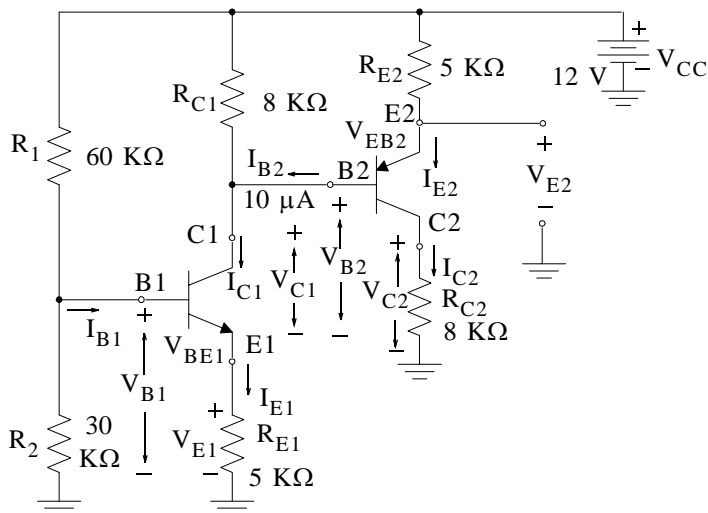 +
R_E2
5 KΩ
V_CC
12 V
−
R_C1
8 KΩ
E2
V_EB2
+
R_1
60 KΩ
I_B2
B2
I_E2
V_E2
10 μA
−
C1
+
+
C2
+
I_C2
B1
I_C1
V_C1
V_B2
V_C2
R_C2
I_B1
+
−
−
−
8 KΩ
V_BE1
E1
V_B1
I_E1
R_2
30
KΩ
V_E1
+
R_E1
−
−
5 KΩ